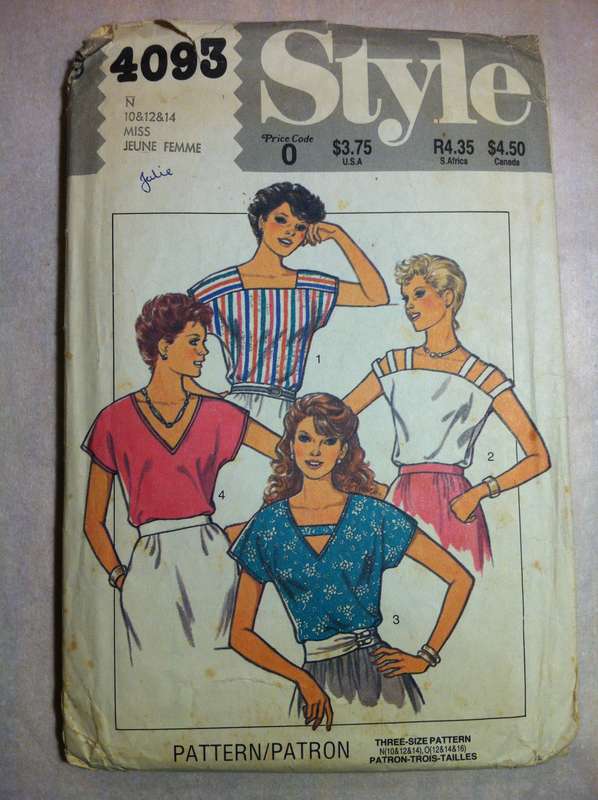 4093
Style
N
10&12&14
MISS
JEUNE FEMME
Price Code
0
$3.75
U.S.A
R4.35
S.Africa
$4.50
Canada
Julie
1
2
4
3
PATTERN/PATRON
THREE-SIZE PATTERN
N(10&12&14), O(12&14&16)
PATRON-TROIS-TAILLES